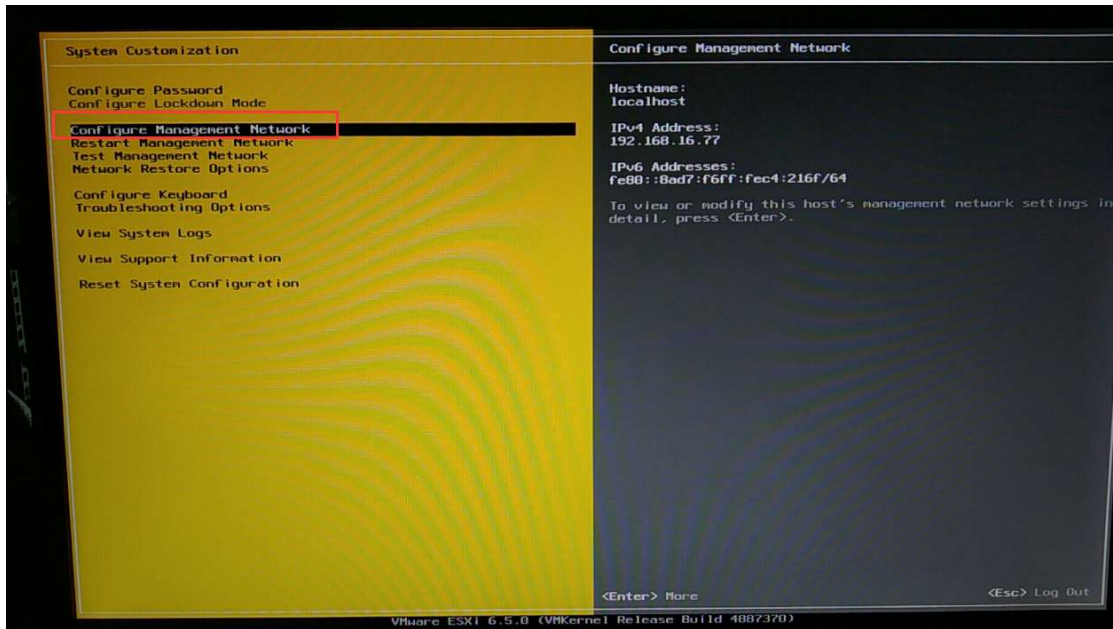 System Customization
Configure Password
Configure Lockdown Mode
Configure Management Network
Restart Management Network
Test Management Network
Network Restore Options
Configure Keyboard
Troubleshooting Options
View System Logs
View Support Information
Reset System Configuration
Configure Management Network
Hostname:
localhost
IPv4 Address:
192.168.16.77
IPv6 Addresses:
fe80::8ad7:f6ff:fec4:216f/64
To view or modify this host's management network settings in
detail, press <Enter>.
<Enter> More
<Esc> Log Out
VMware ESXi 6.5.0 (VMKernel Release Build 4887370)